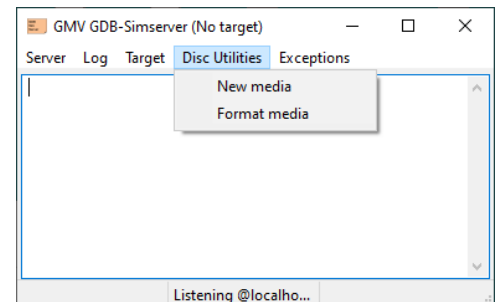 GMV GDB-Simserver (No target)
Server Log Target Disc Utilities Exceptions
New media
Format media
Listening @localho...